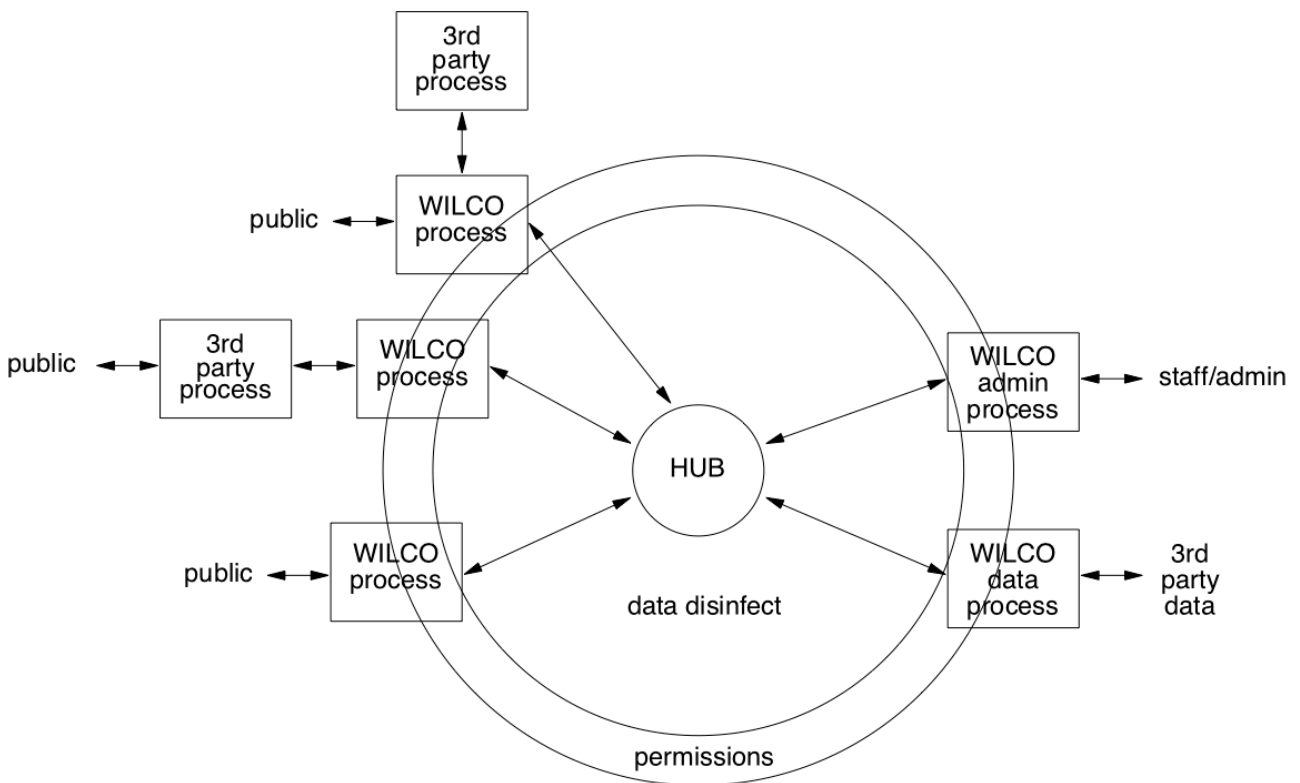 3rd
party
process
public
WILCO
process
public
3rd
party
process
WILCO
process
WILCO
admin
process
staff/admin
HUB
public
WILCO
process
WILCO
data
process
3rd
party
data
data disinfect
permissions